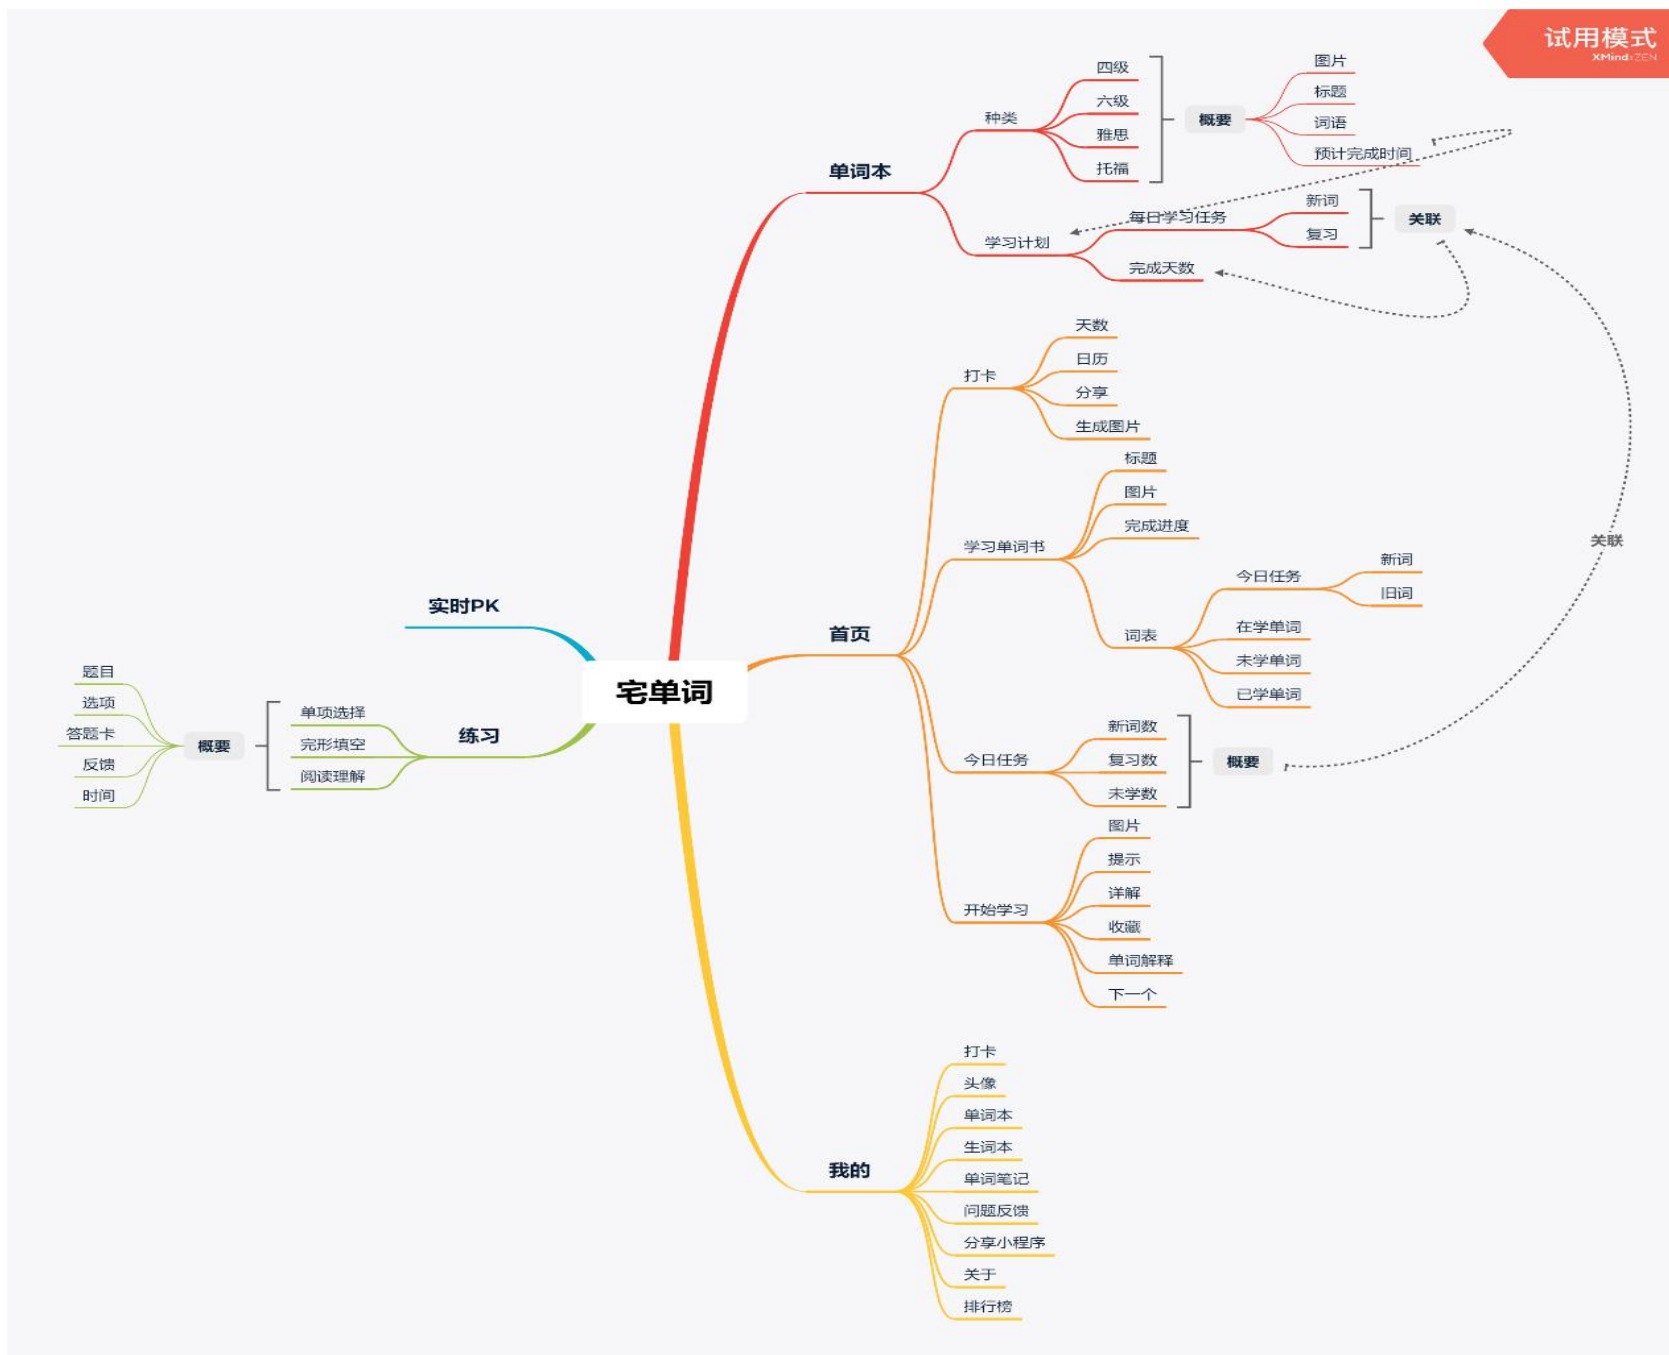 试用模式
XMind:ZEN
宅单词
单词本
种类
四级
六级
雅思
托福
概要
图片
标题
词语
预计完成时间
学习计划
每日学习任务
新词
复习
关联
完成天数
首页
打卡
天数
日历
分享
生成图片
学习单词书
标题
图片
完成进度
词表
今日任务
新词
旧词
在学单词
未学单词
已学单词
今日任务
新词数
复习数
未学数
概要
关联
开始学习
图片
提示
详解
收藏
单词解释
下一个
我的
打卡
头像
单词本
生词本
单词笔记
问题反馈
分享小程序
关于
排行榜
实时PK
练习
单项选择
完形填空
阅读理解
概要
题目
选项
答题卡
反馈
时间